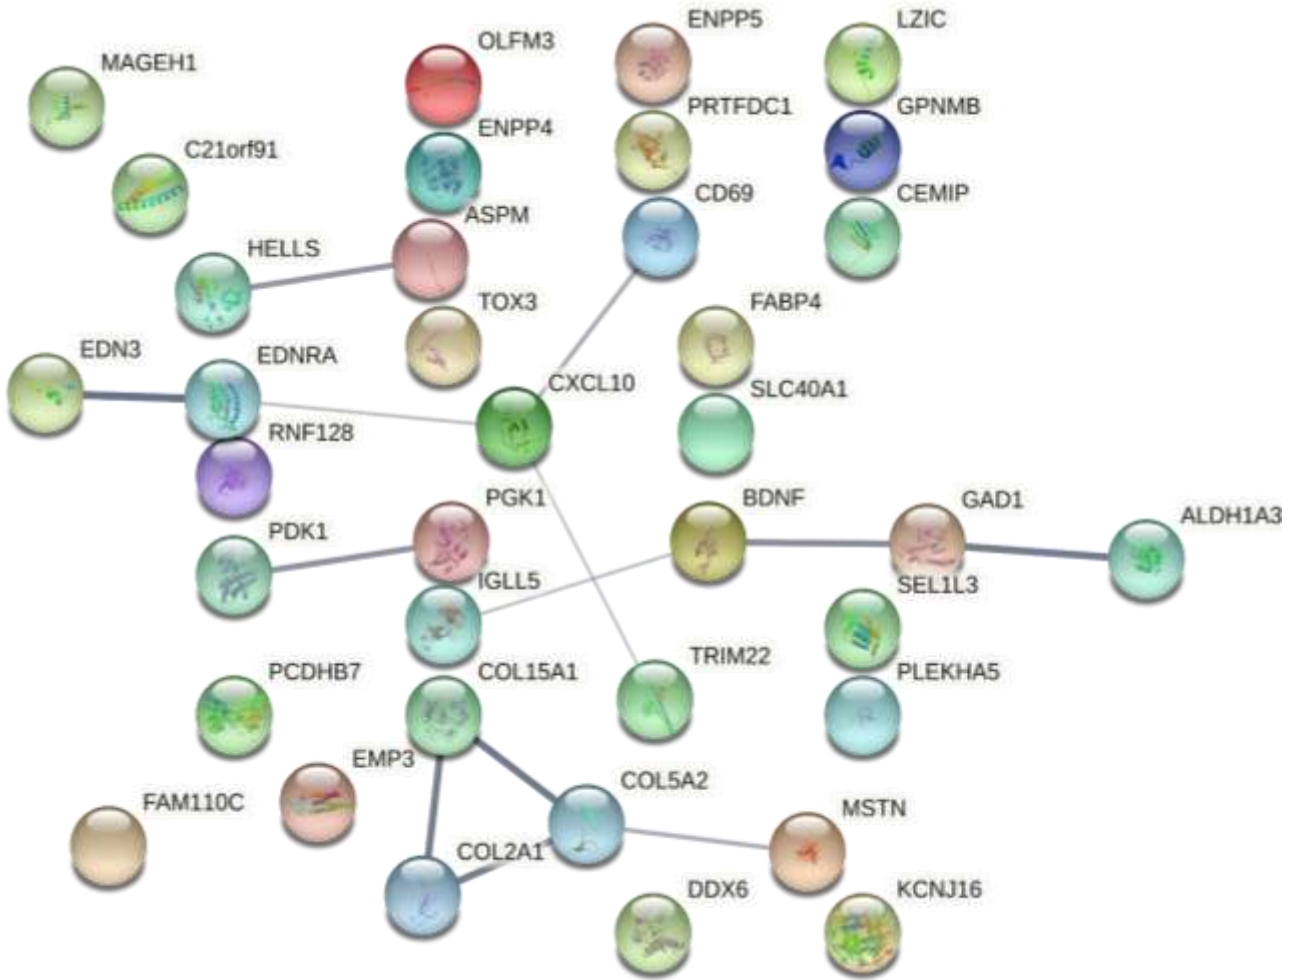 ENPP5
LZIC
OLFM3
MAGEH1
PRTFDC1
GPNMB
ENPP4
C21orf91
CD69
CEMIP
ASPM
HELLS
TOX3
FABP4
EDN3
EDNRA
CXCL10
SLC40A1
RNF128
PGK1
BDNF
GAD1
ALDH1A3
PDK1
IGLL5
SEL1L3
TRIM22
PCDHB7
COL15A1
PLEKHA5
EMP3
COL5A2
FAM110C
MSTN
COL2A1
DDX6
KCNJ16